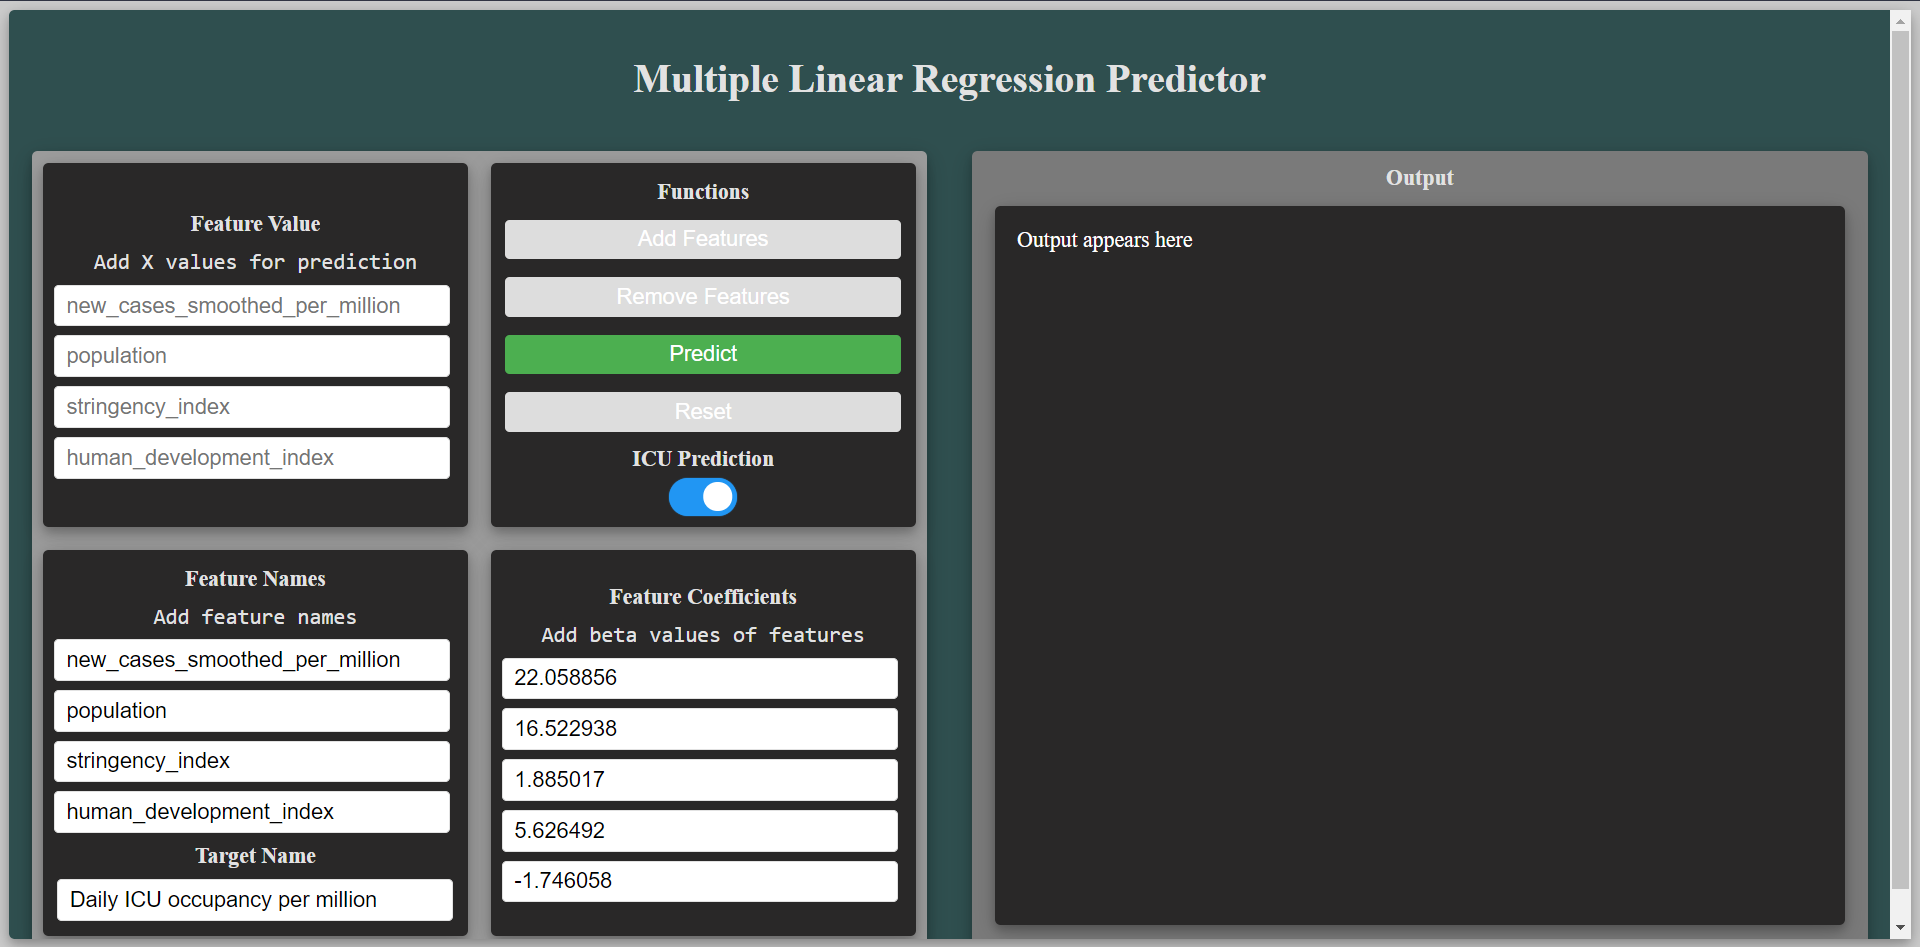 Multiple Linear Regression Predictor
Feature Value
Add X values for prediction
new_cases_smoothed_per_million
population
stringency_index
human_development_index
Functions
Add Features
Remove Features
Predict
Reset
ICU Prediction
Feature Names
Add feature names
new_cases_smoothed_per_million
population
stringency_index
human_development_index
Target Name
Daily ICU occupancy per million
Feature Coefficients
Add beta values of features
22.058856
16.522938
1.885017
5.626492
-1.746058
Output
Output appears here